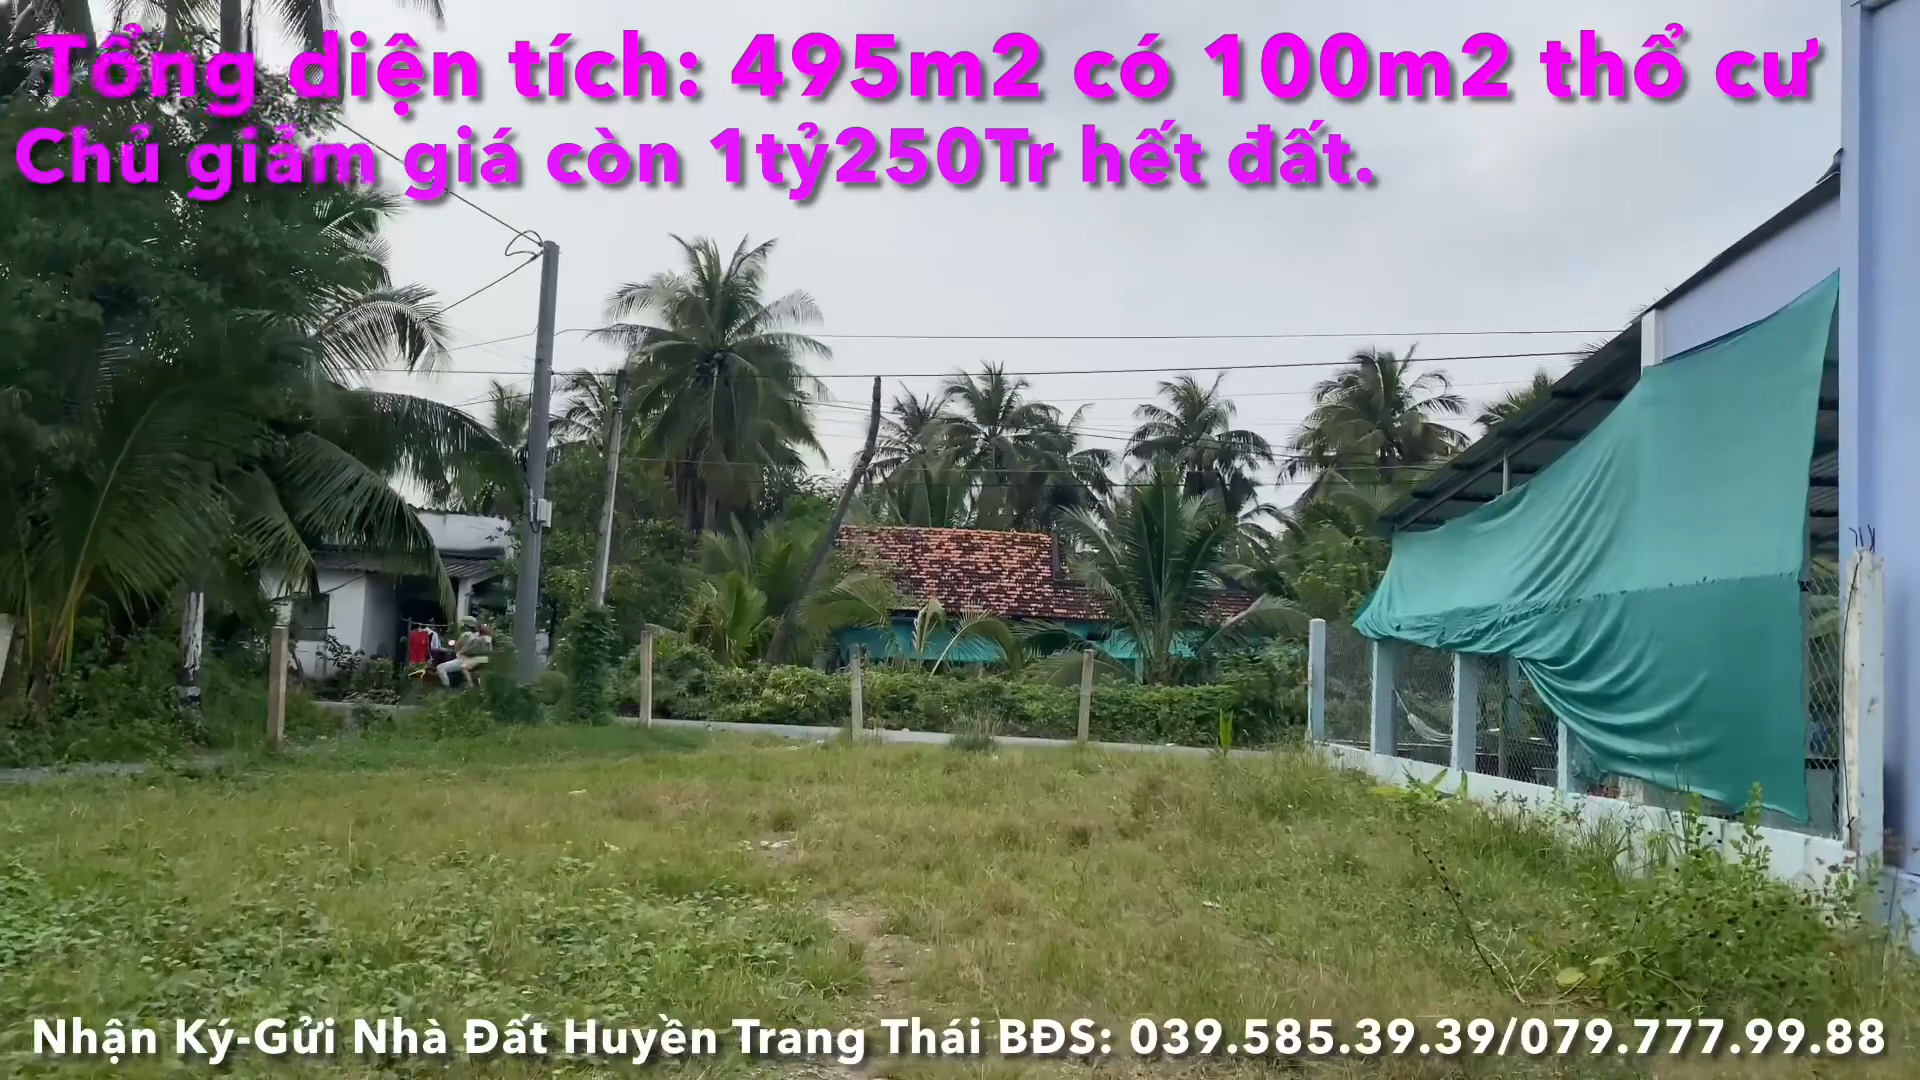 Tổng diện tích: 495m2 có 100m2 thổ cư
Chủ giảm giá còn 1tỷ250Tr hết đất.
Nhận Ký-Gửi Nhà Đất Huyền Trang Thái BĐS: 039.585.39.39/079.777.99.88